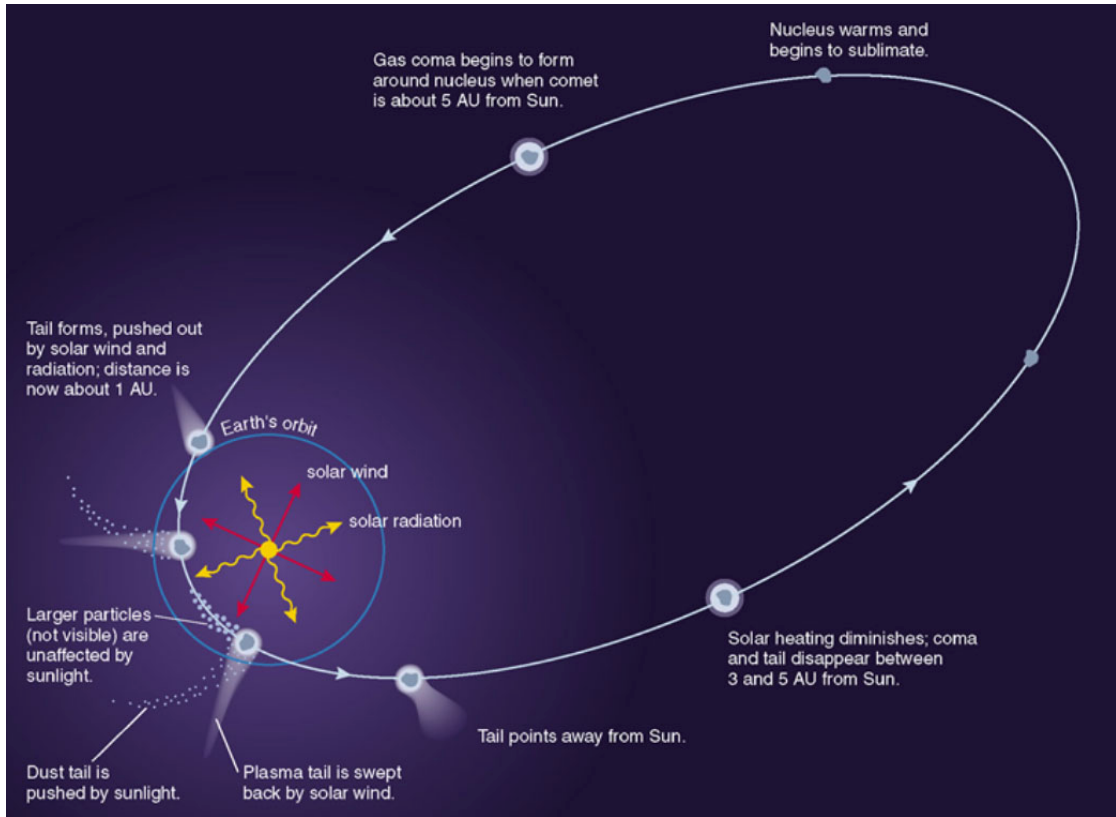 Nucleus warms and
begins to sublimate.
Gas coma begins to form
around nucleus when comet
is about 5 AU from Sun.
Tail forms, pushed out
by solar wind and
radiation; distance is
now about 1 AU.
Earth's orbit
solar wind
solar radiation
Larger particles
(not visible) are
unaffected by
sunlight.
Solar heating diminishes; coma
and tail disappear between
3 and 5 AU from Sun.
Tail points away from Sun.
Dust tail is
pushed by sunlight.
Plasma tail is swept
back by solar wind.